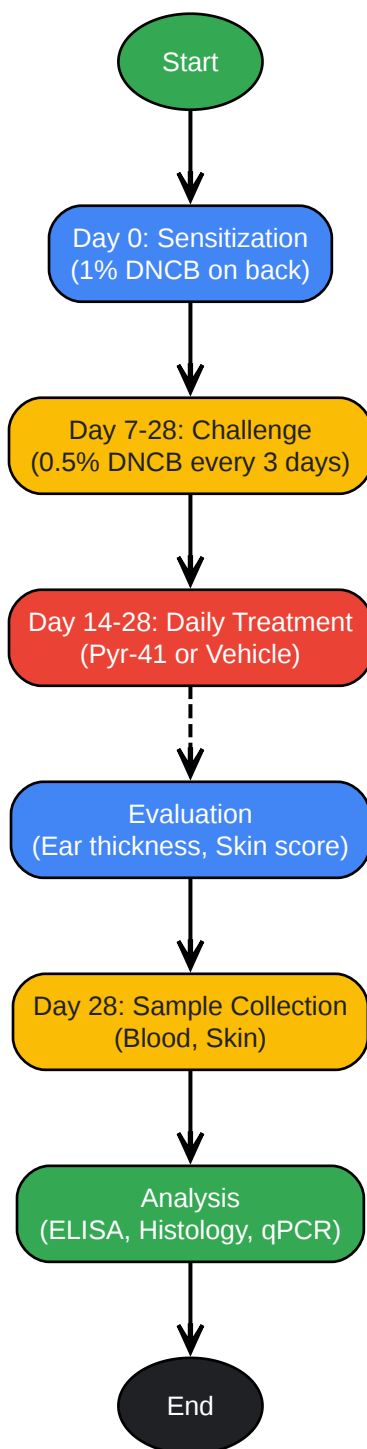 Start
Day 0: Sensitization
(1% DNCB on back)
Day 7-28: Challenge
(0.5% DNCB every 3 days)
Day 14-28: Daily Treatment
(Pyr-41 or Vehicle)
Evaluation
(Ear thickness, Skin score)
Day 28: Sample Collection
(Blood, Skin)
Analysis
(ELISA, Histology, qPCR)
End